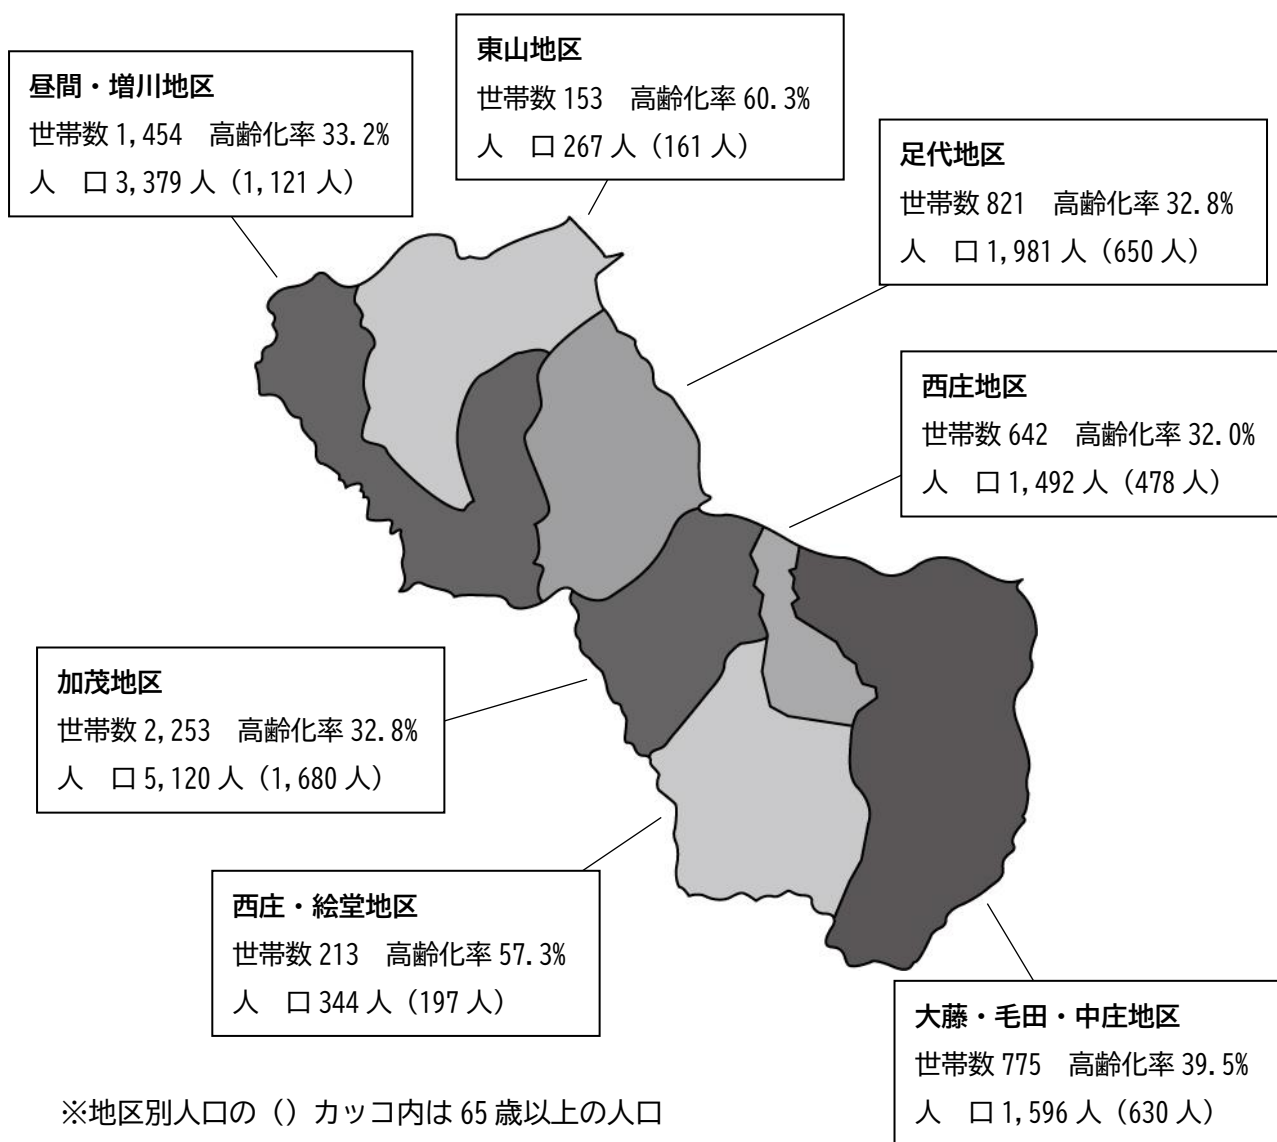 東山地区
世帯数 153　高齢化率 60.3%
人　口 267 人（161 人）
昼間・増川地区
世帯数 1,454　高齢化率 33.2%
人　口 3,379 人（1,121 人）
足代地区
世帯数 821　高齢化率 32.8%
人　口 1,981 人（650 人）
西庄地区
世帯数 642　高齢化率 32.0%
人　口 1,492 人（478 人）
加茂地区
世帯数 2,253　高齢化率 32.8%
人　口 5,120 人（1,680 人）
西庄・絵堂地区
世帯数 213　高齢化率 57.3%
人　口 344 人（197 人）
大藤・毛田・中庄地区
世帯数 775　高齢化率 39.5%
人　口 1,596 人（630 人）
※地区別人口の（）カッコ内は 65 歳以上の人口